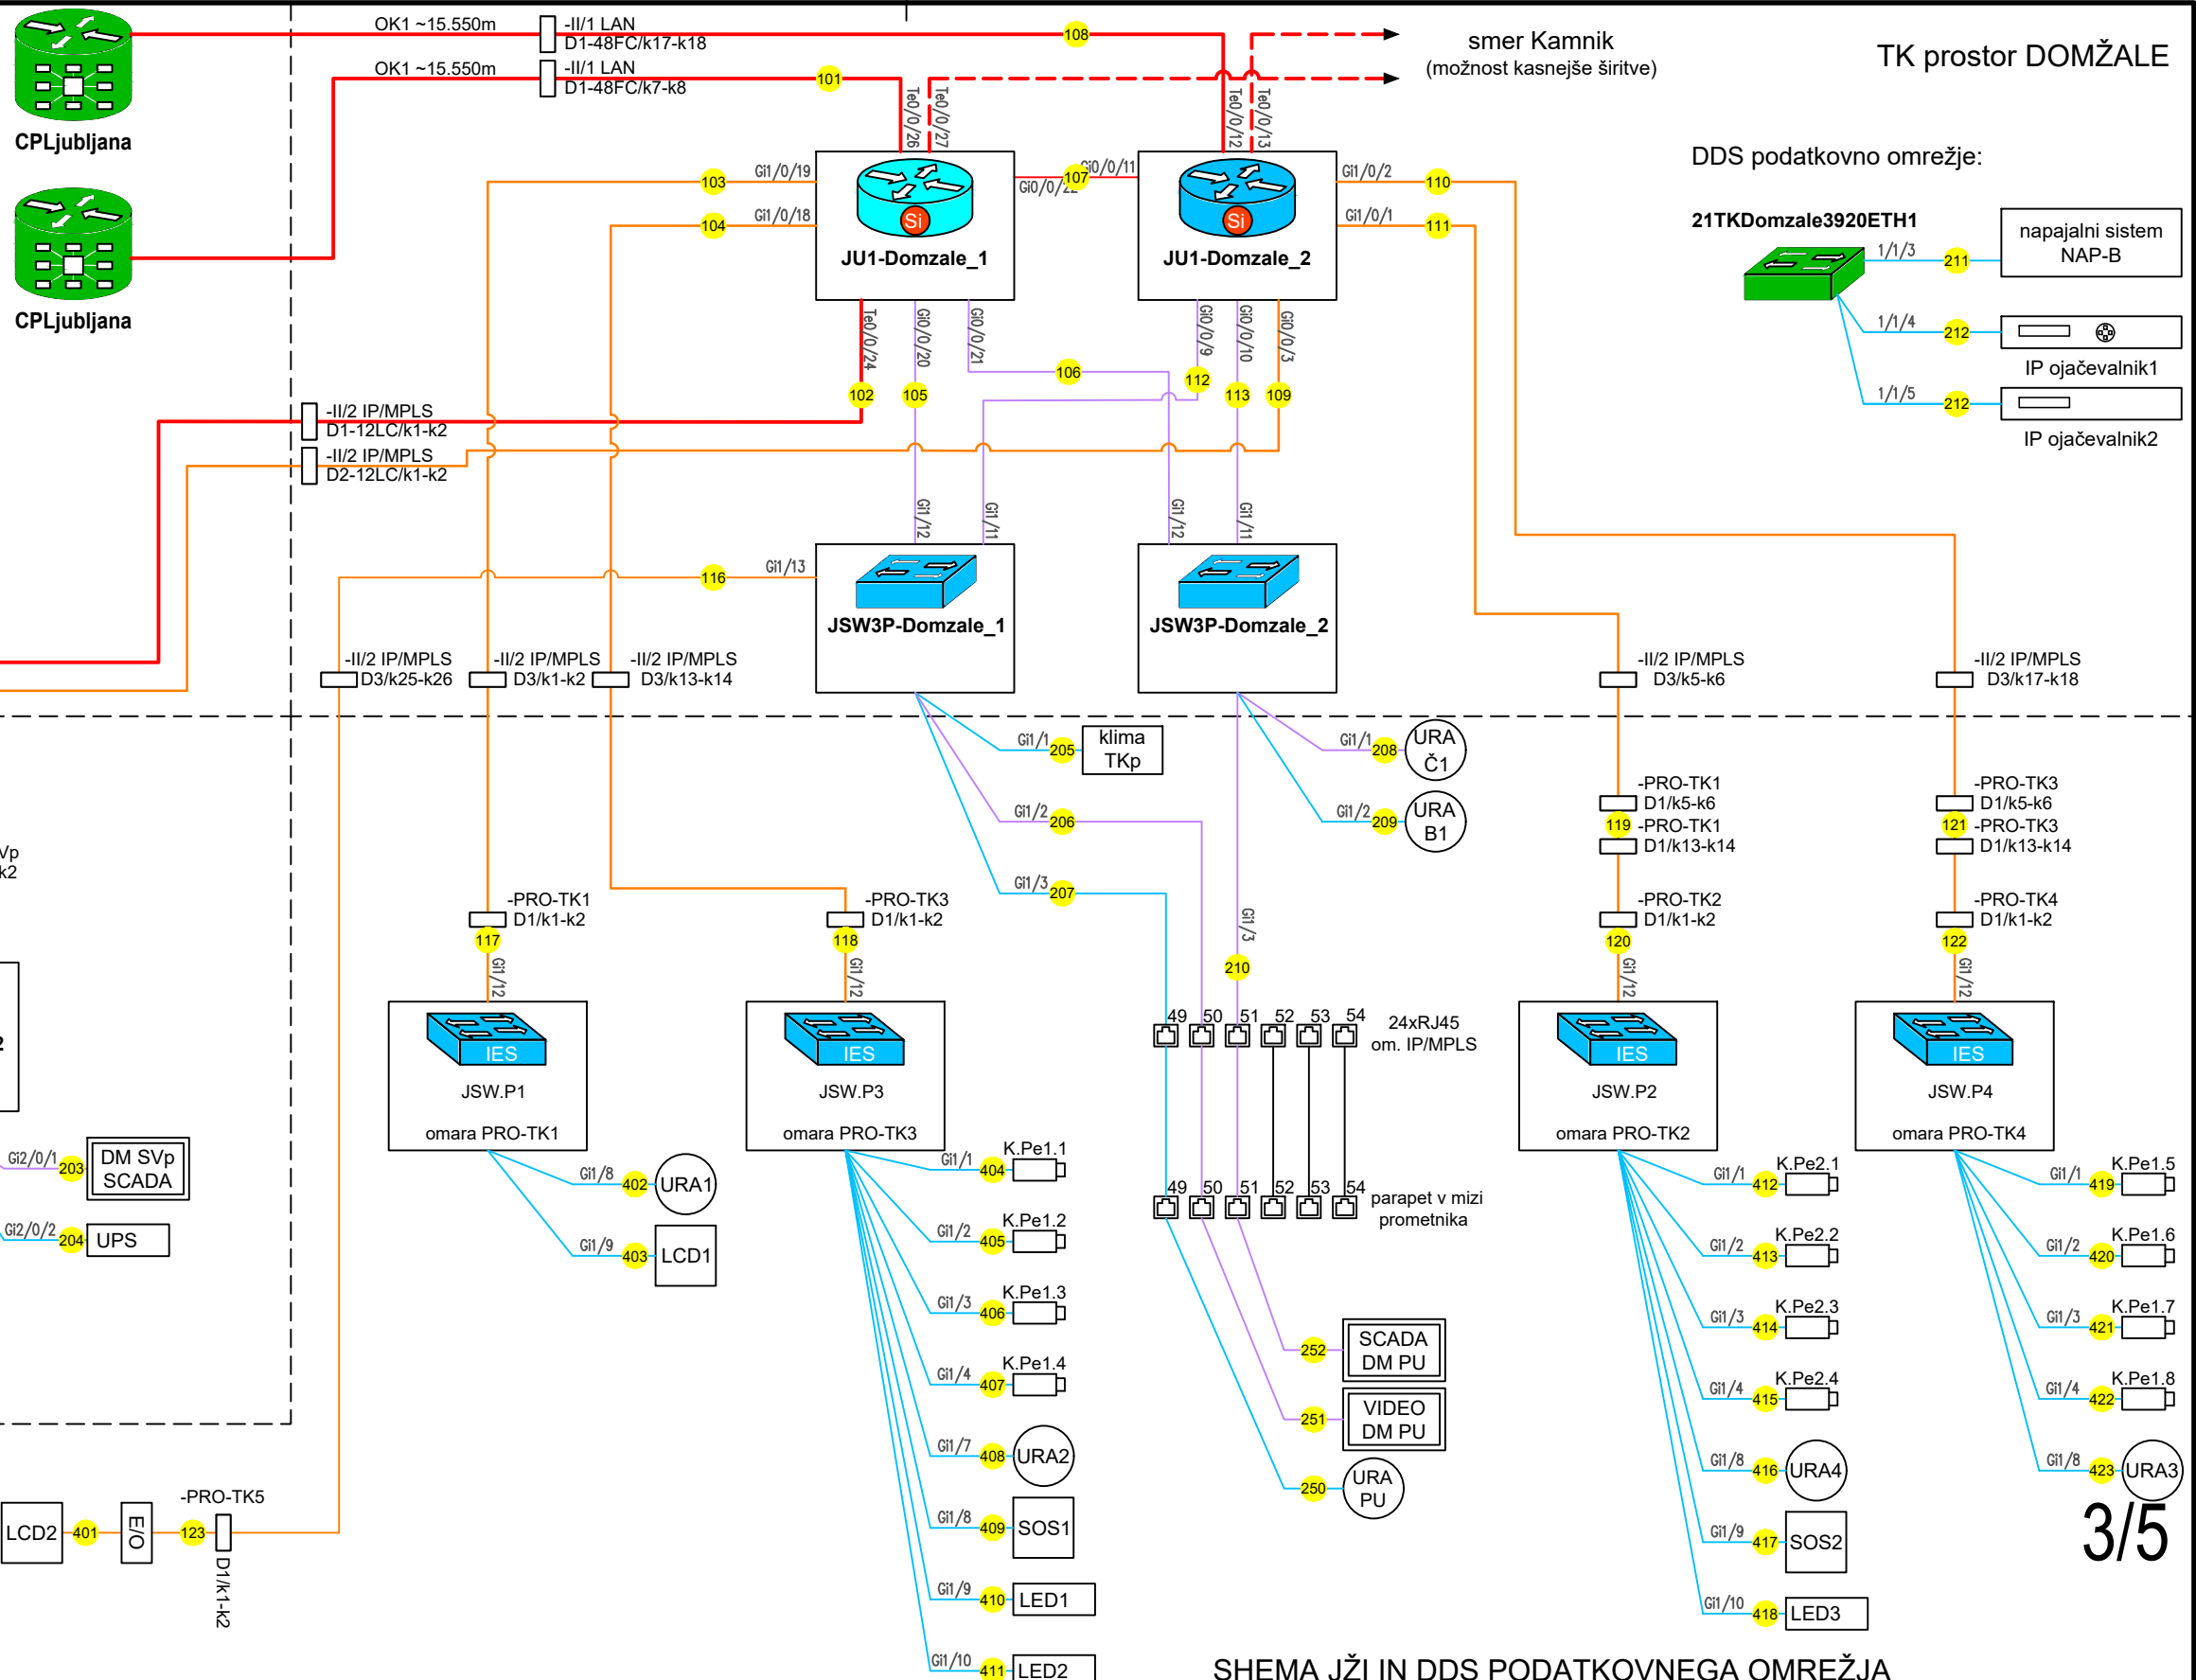 OK1 ~15.550m
-II/1 LAN
D1-48FC/k17-k18
108
smer Kamnik
(možnost kasnejše širitve)
TK prostor DOMŽALE
OK1 ~15.550m
-II/1 LAN
D1-48FC/k7-k8
101
CPLjubljana
CPLjubljana
Te0/0/26
Te0/0/27
Te0/0/12
Te0/0/13
DDS podatkovno omrežje:
21TKDomzale3920ETH1
1/1/3
211
napajalni sistem
NAP-B
1/1/4
212
IP ojačevalnik1
1/1/5
212
IP ojačevalnik2
103
Gi1/0/19
104
Gi1/0/18
Si
JU1-Domzale_1
Gi0/0/22
107
Gi0/0/11
Si
JU1-Domzale_2
Gi1/0/2
110
Gi1/0/1
111
Te0/0/24
Gi0/0/20
Gi0/0/21
Gi0/0/9
Gi0/0/10
Gi0/0/3
102
105
106
112
113
109
-II/2 IP/MPLS
D1-12LC/k1-k2
-II/2 IP/MPLS
D2-12LC/k1-k2
Gi1/12
Gi1/11
Gi1/12
Gi1/11
116
Gi1/13
JSW3P-Domzale_1
JSW3P-Domzale_2
-II/2 IP/MPLS
D3/k25-k26
-II/2 IP/MPLS
D3/k1-k2
-II/2 IP/MPLS
D3/k13-k14
-II/2 IP/MPLS
D3/k5-k6
-II/2 IP/MPLS
D3/k17-k18
Gi1/1
205
klima
TKp
Gi1/2
206
Gi1/3
207
Gi1/1
208
URA
Č1
Gi1/2
209
URA
B1
Gi1/3
210
-PRO-TK1
D1/k5-k6
119
-PRO-TK1
D1/k13-k14
-PRO-TK2
D1/k1-k2
120
Gi1/12
-PRO-TK3
D1/k5-k6
121
-PRO-TK3
D1/k13-k14
-PRO-TK4
D1/k1-k2
122
Gi1/12
Vp
k2
2
-PRO-TK1
D1/k1-k2
117
Gi1/12
-PRO-TK3
D1/k1-k2
118
Gi1/12
IES
JSW.P1
omara PRO-TK1
IES
JSW.P3
omara PRO-TK3
49
50
51
52
53
54
24xRJ45
om. IP/MPLS
49
50
51
52
53
54
parapet v mizi
prometnika
IES
JSW.P2
omara PRO-TK2
IES
JSW.P4
omara PRO-TK4
Gi2/0/1
203
DM SVp
SCADA
Gi2/0/2
204
UPS
Gi1/8
402
URA1
Gi1/9
403
LCD1
Gi1/1
404
K.Pe1.1
Gi1/2
405
K.Pe1.2
Gi1/3
406
K.Pe1.3
Gi1/4
407
K.Pe1.4
Gi1/7
408
URA2
Gi1/8
409
SOS1
Gi1/9
410
LED1
Gi1/10
411
LED2
252
SCADA
DM PU
251
VIDEO
DM PU
250
URA
PU
Gi1/1
412
K.Pe2.1
Gi1/2
413
K.Pe2.2
Gi1/3
414
K.Pe2.3
Gi1/4
415
K.Pe2.4
Gi1/8
416
URA4
Gi1/9
417
SOS2
Gi1/10
418
LED3
Gi1/1
419
K.Pe1.5
Gi1/2
420
K.Pe1.6
Gi1/3
421
K.Pe1.7
Gi1/4
422
K.Pe1.8
Gi1/8
423
URA3
LCD2
401
E/O
123
-PRO-TK5
D1/k1-k2
3/5
SHEMA JŽI IN DDS PODATKOVNEGA OMREŽJA